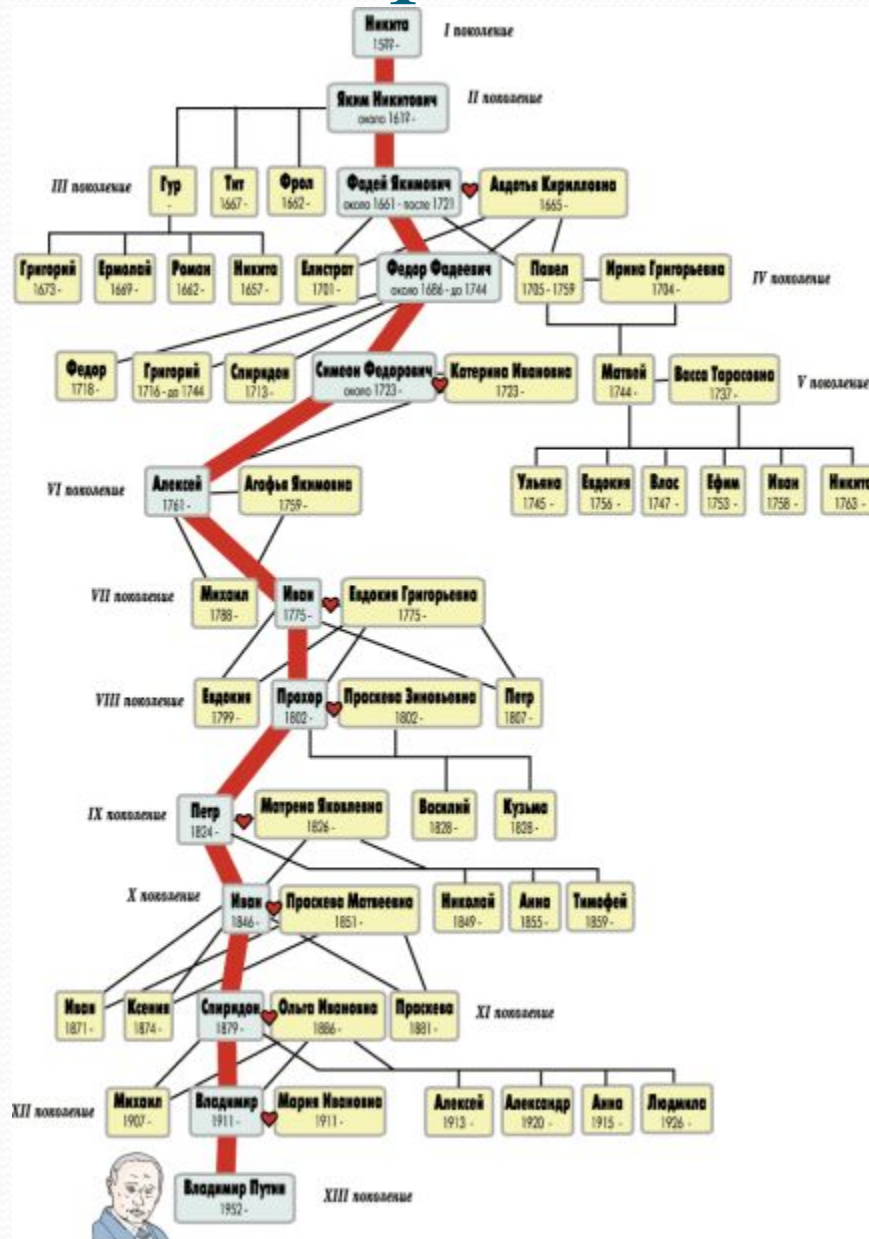 Никита
159?-
I поколение
Яким Никитович
около 161?-
II поколение
III поколение
Гур
-
Тит
1667-
Фрол
1662-
Фадей Якимович
около 1661 - после 1721
Авдотья Кирилловна
1665-
Григорий
1673-
Ермолай
1669-
Роман
1662-
Никита
1657-
Елистрат
1701-
Федор Фадеевич
около 1686 - до 1744
Павел
1705 - 1759
Ирина Григорьевна
1704-
IV поколение
Федор
1718-
Григорий
1716 - до 1744
Спиридон
1713-
Симеон Федорович
около 1723-
Катерина Ивановна
1723-
Матвей
1744-
Васса Тарасовна
1737-
V поколение
VI поколение
Алексей
1761-
Агафья Якимовна
1759-
Ульяна
1745-
Евдокия
1756-
Влас
1747-
Ефим
1753-
Иван
1758-
Никита
1763-
VII поколение
Михаил
1788-
Иван
1775-
Евдокия Григорьевна
1775-
VIII поколение
Евдокия
1799-
Прохор
1802-
Праскева Зиновьевна
1802-
Петр
1807-
IX поколение
Петр
1824-
Матрена Яковлевна
1826-
Василий
1828-
Кузьма
1828-
X поколение
Иван
1846-
Праскева Матвеевна
1851-
Николай
1849-
Анна
1855-
Тимофей
1859-
Иван
1871-
Ксения
1874-
Спиридон
1879-
Ольга Ивановна
1886-
Праскева
1881-
XI поколение
XII поколение
Михаил
1907-
Владимир
1911-
Мария Ивановна
1911-
Алексей
1913-
Александр
1920-
Анна
1915-
Людмила
1926-
Владимир Путин
1952-
XIII поколение